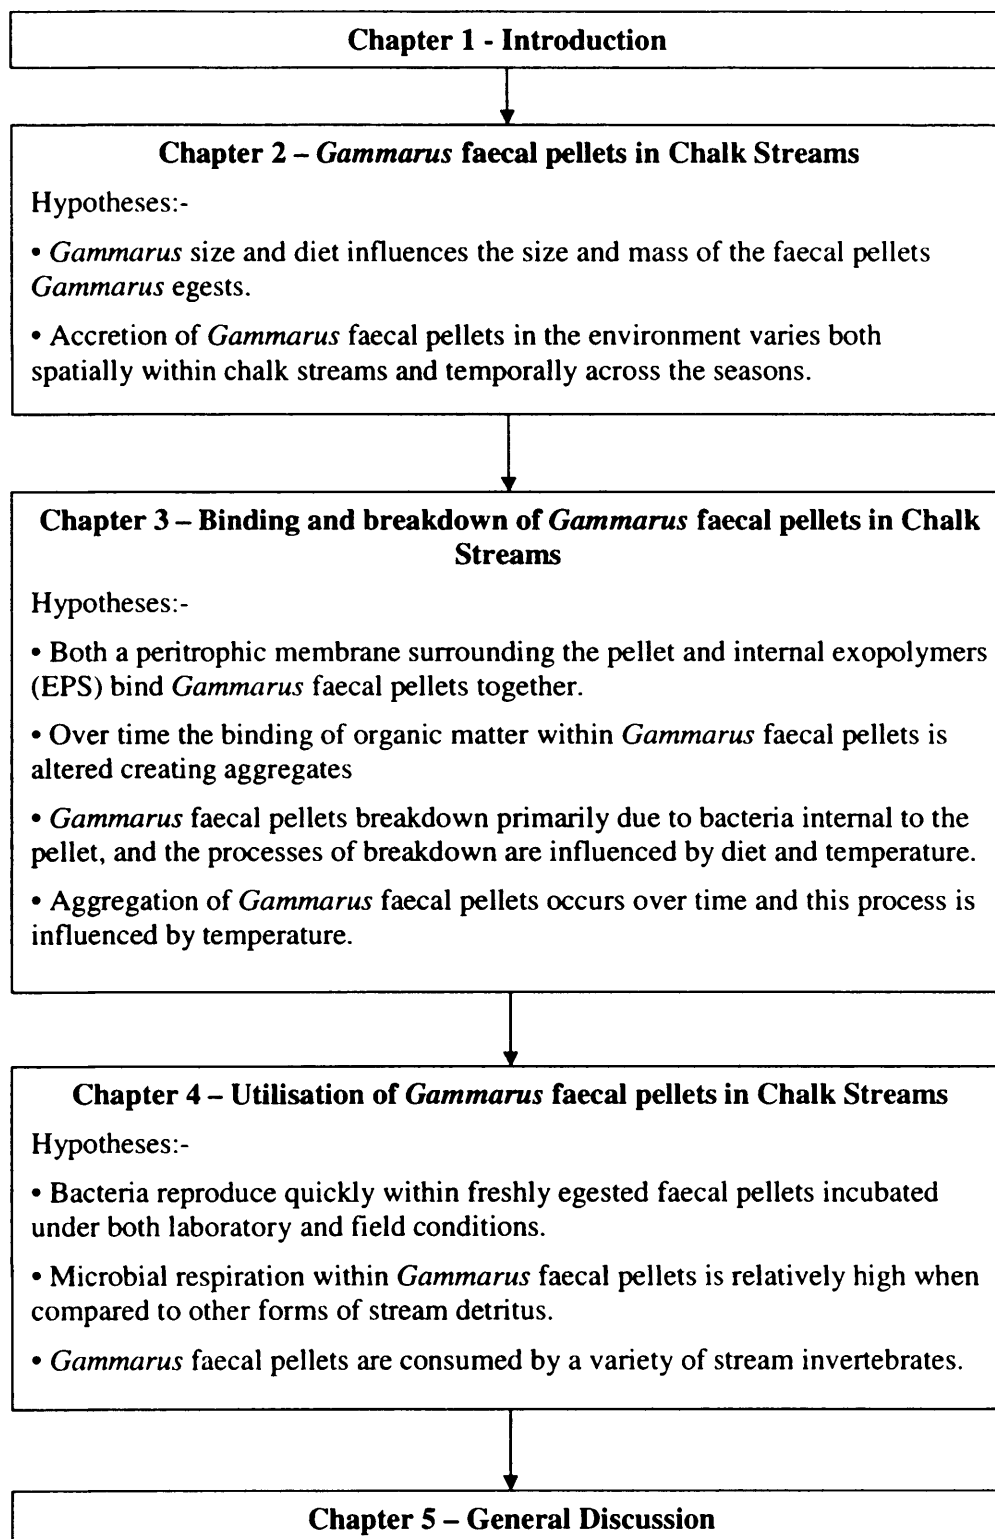 Chapter 1 - Introduction
Chapter 2 – Gammarus faecal pellets in Chalk Streams
Hypotheses:-
• Gammarus size and diet influences the size and mass of the faecal pellets
Gammarus egests.
• Accretion of Gammarus faecal pellets in the environment varies both
spatially within chalk streams and temporally across the seasons.
Chapter 3 – Binding and breakdown of Gammarus faecal pellets in Chalk
Streams
Hypotheses:-
• Both a peritrophic membrane surrounding the pellet and internal exopolymers
(EPS) bind Gammarus faecal pellets together.
• Over time the binding of organic matter within Gammarus faecal pellets is
altered creating aggregates
• Gammarus faecal pellets breakdown primarily due to bacteria internal to the
pellet, and the processes of breakdown are influenced by diet and temperature.
• Aggregation of Gammarus faecal pellets occurs over time and this process is
influenced by temperature.
Chapter 4 – Utilisation of Gammarus faecal pellets in Chalk Streams
Hypotheses:-
• Bacteria reproduce quickly within freshly egested faecal pellets incubated
under both laboratory and field conditions.
• Microbial respiration within Gammarus faecal pellets is relatively high when
compared to other forms of stream detritus.
• Gammarus faecal pellets are consumed by a variety of stream invertebrates.
Chapter 5 – General Discussion